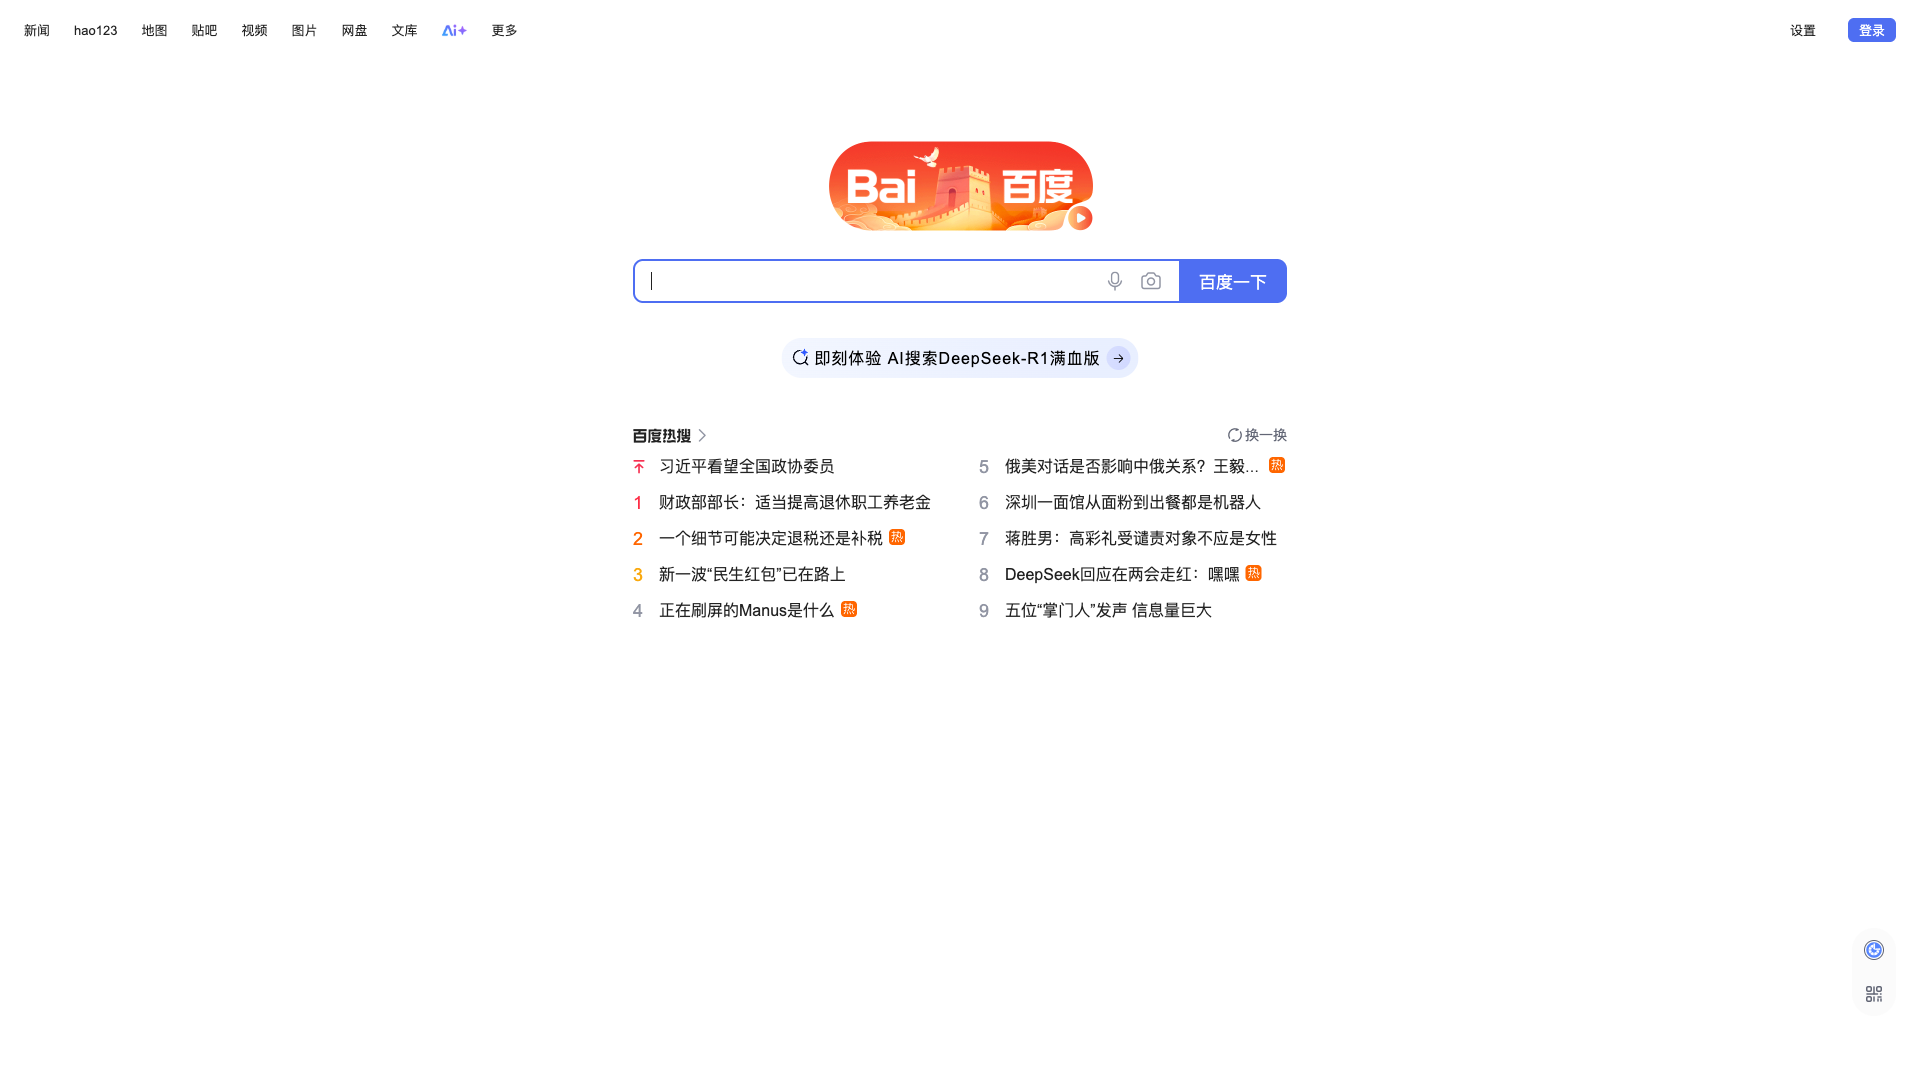 新闻 hao123 地图 贴吧 视频 图片 网盘 文库 Ai+ 更多 设置 登录
Bai 百度
百度一下
即刻体验 AI搜索DeepSeek-R1满血版
百度热搜 换一换
习近平看望全国政协委员
1 财政部部长：适当提高退休职工养老金
2 一个细节可能决定退税还是补税 热
3 新一波“民生红包”已在路上
4 正在刷屏的Manus是什么 热
5 俄美对话是否影响中俄关系？王毅... 热
6 深圳一面馆从面粉到出餐都是机器人
7 蒋胜男：高彩礼受谴责对象不应是女性
8 DeepSeek回应在两会走红：嘿嘿 热
9 五位“掌门人”发声 信息量巨大